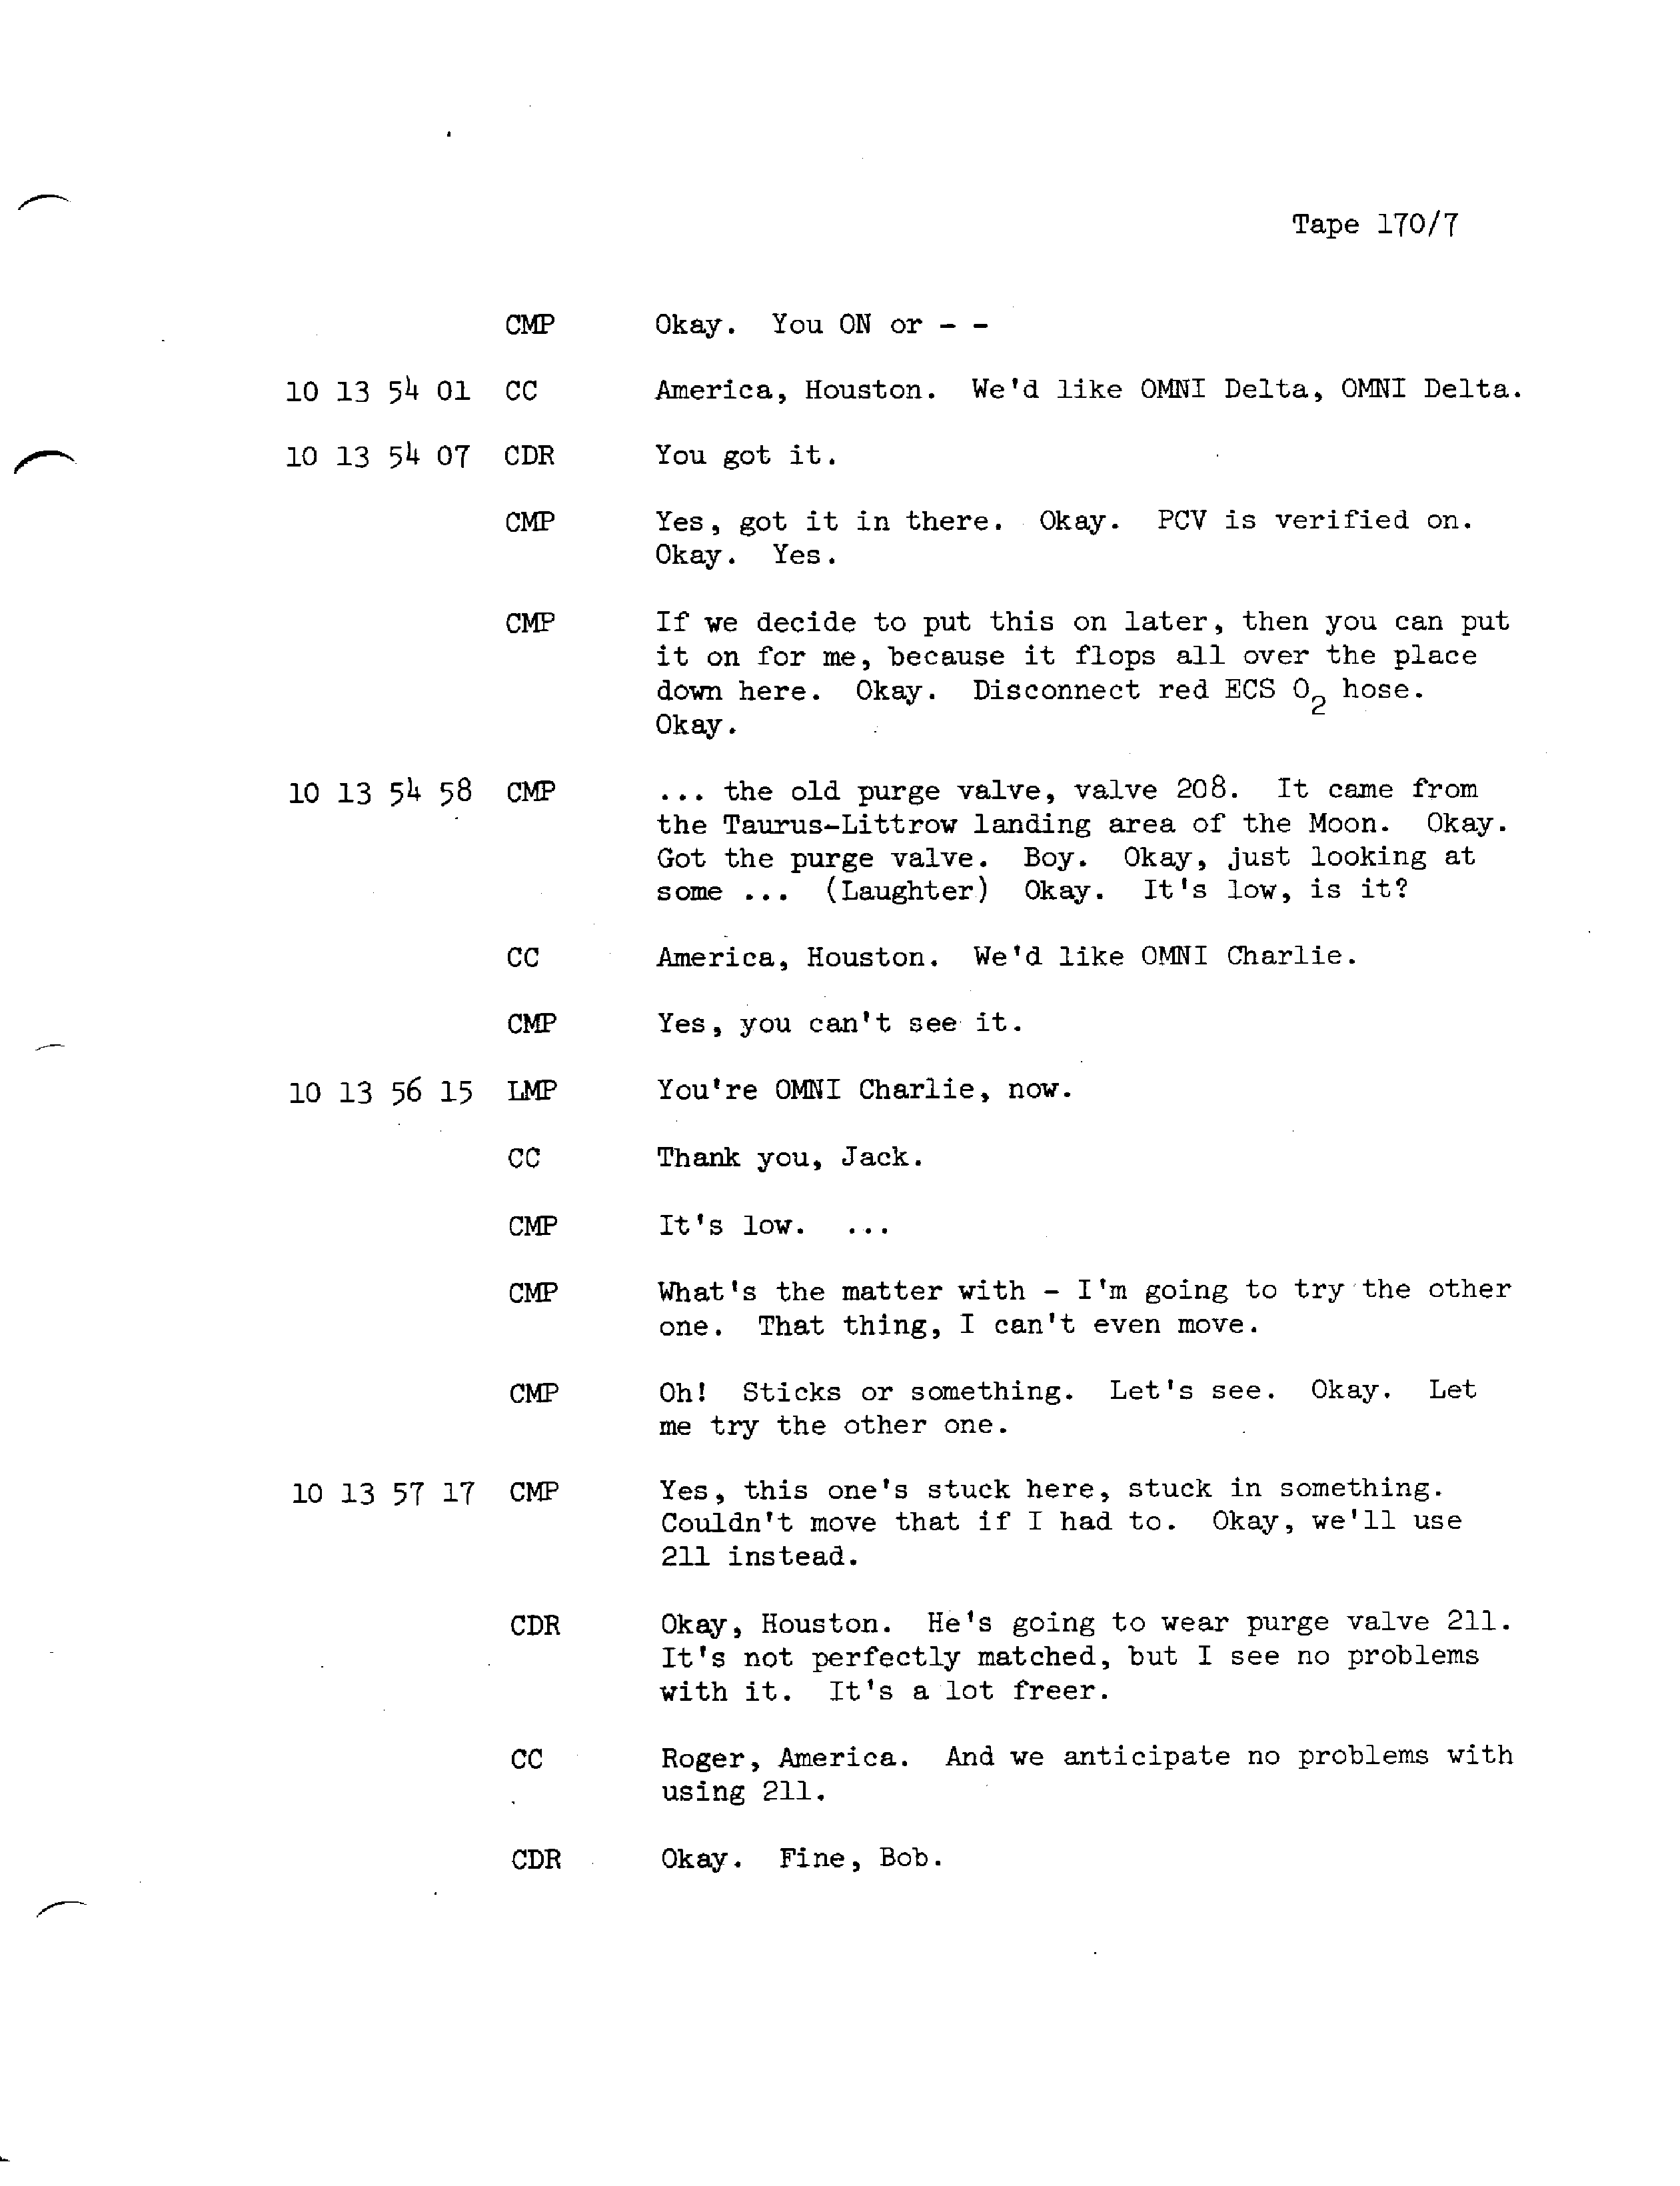 Tape 170/7
CMP Okay. You ON or - -
10 13 54 01 CC America, Houston. We'd like OMNI Delta, OMNI Delta.
10 13 54 07 CDR You got it.
CMP Yes, got it in there. Okay. PCV is verified on.
Okay. Yes.
CMP If we decide to put this on later, then you can put
it on for me, because it flops all over the place
down here. Okay. Disconnect red ECS O2 hose.
Okay.
10 13 54 58 CMP ... the old purge valve, valve 208. It came from
the Taurus-Littrow landing area of the Moon. Okay.
Got the purge valve. Boy. Okay, just looking at
some ... (Laughter) Okay. It's low, is it?
CC America, Houston. We'd like OMNI Charlie.
CMP Yes, you can't see it.
10 13 56 15 LMP You're OMNI Charlie, now.
CC Thank you, Jack.
CMP It's low. ...
CMP What's the matter with - I'm going to try the other
one. That thing, I can't even move.
CMP Oh! Sticks or something. Let's see. Okay. Let
me try the other one.
10 13 57 17 CMP Yes, this one's stuck here, stuck in something.
Couldn't move that if I had to. Okay, we'll use
211 instead.
CDR Okay, Houston. He's going to wear purge valve 211.
It's not perfectly matched, but I see no problems
with it. It's a lot freer.
CC Roger, America. And we anticipate no problems with
using 211.
CDR Okay. Fine, Bob.